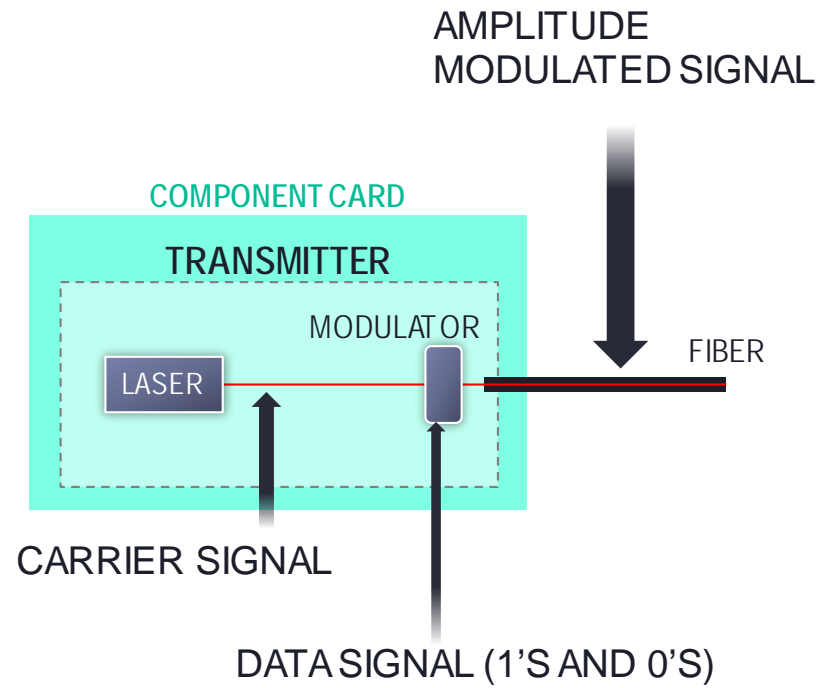 AMPLITUDE
MODULATED SIGNAL
COMPONENT CARD
TRANSMITTER
MODULATOR
FIBER
LASER
CARRIER SIGNAL
DATA SIGNAL (1'S AND 0'S)